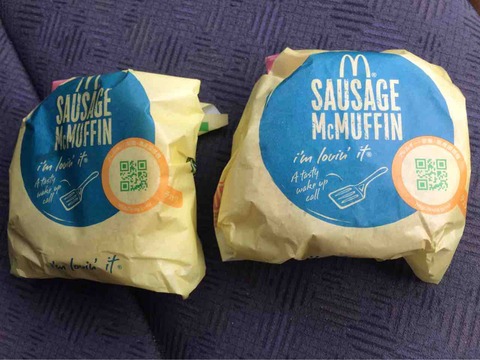 SAUSAGE
McMUFFIN
i'm lovin' it®
A tasty
wake up
call
i'm lovin' it®
M®
SAUSAGE
McMUFFIN
i'm lovin' it®
A tasty
wake up
call